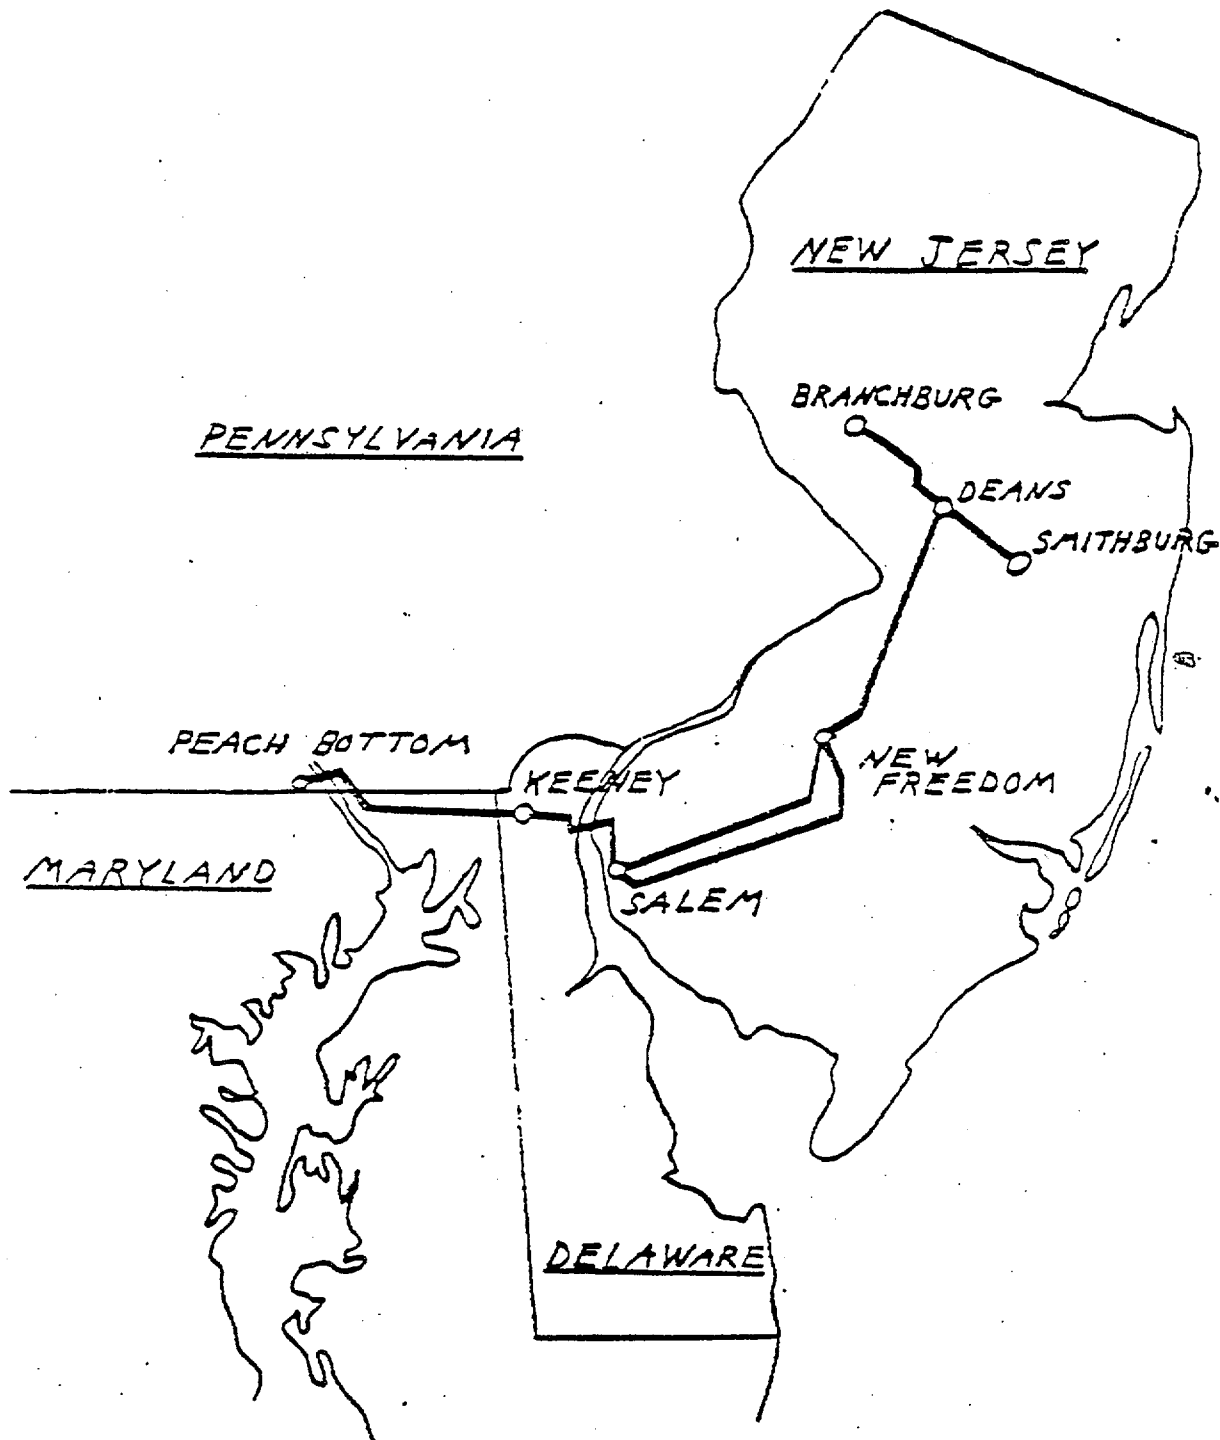 NEW JERSEY
BRANCHBURG
PENNSYLVANIA
DEANS
SMITHBURG
PEACH BOTTOM
KEENEY
NEW
FREEDOM
MARYLAND
SALEM
DELAWARE